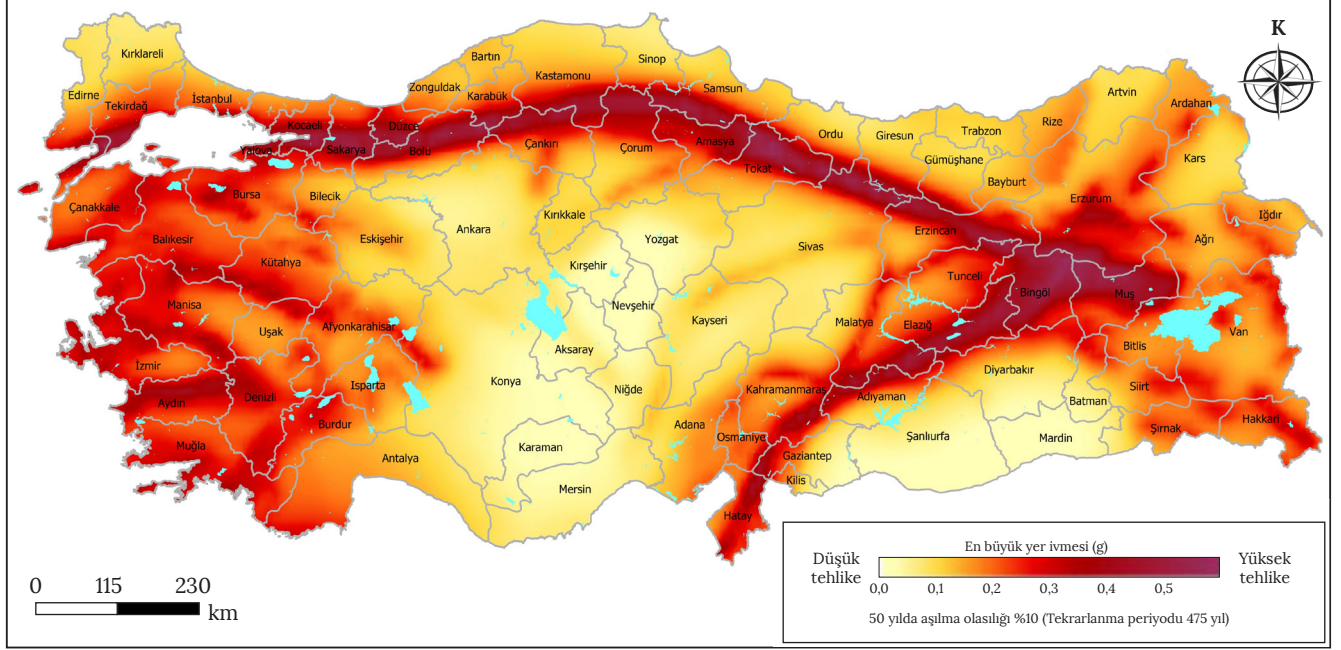 K
Kırklareli
Edirne
Tekirdağ
İstanbul
Kocaeli
Yalova
Sakarya
Düzce
Bolu
Zonguldak
Bartın
Karabük
Kastamonu
Sinop
Samsun
Çankırı
Çorum
Amasya
Tokat
Ordu
Giresun
Trabzon
Gümüşhane
Bayburt
Rize
Artvin
Ardahan
Kars
Erzurum
Iğdır
Ağrı
Çanakkale
Bursa
Bilecik
Balıkesir
Kütahya
Eskişehir
Ankara
Kırıkkale
Yozgat
Kırşehir
Sivas
Erzincan
Tunceli
Bingöl
Muş
Manisa
Uşak
Afyonkarahisar
Nevşehir
Kayseri
Malatya
Elazığ
Bitlis
Van
İzmir
Aydın
Denizli
Isparta
Burdur
Konya
Aksaray
Niğde
Kahramanmaraş
Adıyaman
Diyarbakır
Batman
Siirt
Şırnak
Hakkari
Muğla
Antalya
Karaman
Mersin
Adana
Osmaniye
Gaziantep
Kilis
Şanlıurfa
Mardin
Hatay
0 115 230
km
En büyük yer ivmesi (g)
Düşük
tehlike
Yüksek
tehlike
0,0 0,1 0,2 0,3 0,4 0,5
50 yılda aşılma olasılığı %10 (Tekrarlanma periyodu 475 yıl)